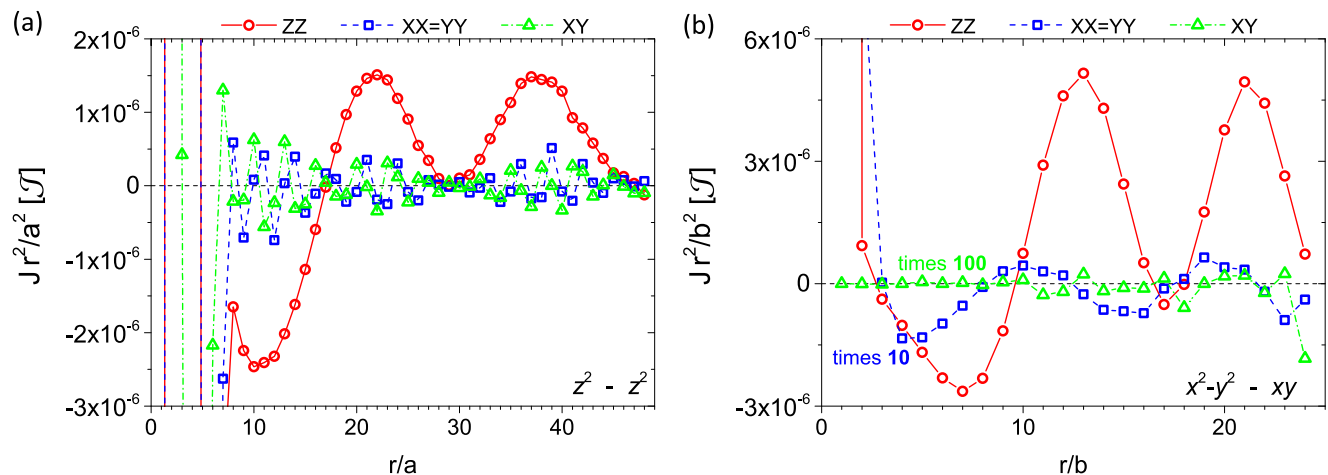 (a)
ZZ XX=YY XY
J r²/a² [𝒥]
2x10⁻⁶
1x10⁻⁶
0
-1x10⁻⁶
-2x10⁻⁶
-3x10⁻⁶
z² - z²
0 10 20 30 40
r/a
(b)
ZZ XX=YY XY
J r²/b² [𝒥]
6x10⁻⁶
3x10⁻⁶
0
-3x10⁻⁶
times 100
times 10
x²-y² - xy
0 10 20
r/b